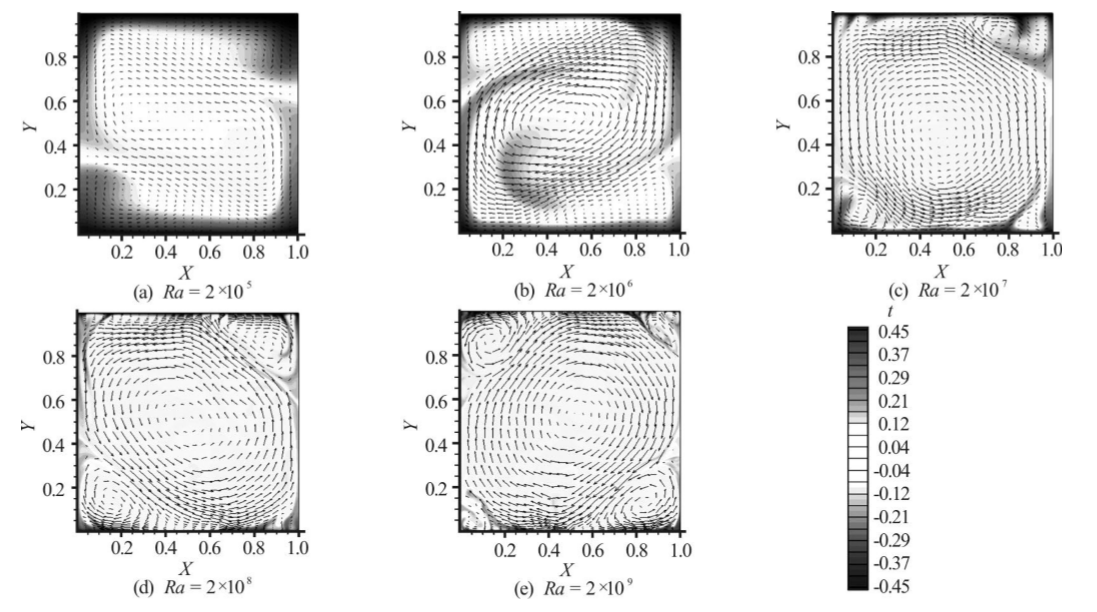 Y
0.8
0.6
0.4
0.2
0.2 0.4 0.6 0.8 1.0
X
(a) Ra = 2×10⁵
Y
0.8
0.6
0.4
0.2
0.2 0.4 0.6 0.8 1.0
X
(b) Ra = 2×10⁶
Y
0.8
0.6
0.4
0.2
0.2 0.4 0.6 0.8 1.0
X
(c) Ra = 2×10⁷
Y
0.8
0.6
0.4
0.2
0.2 0.4 0.6 0.8 1.0
X
(d) Ra = 2×10⁸
Y
0.8
0.6
0.4
0.2
0.2 0.4 0.6 0.8 1.0
X
(e) Ra = 2×10⁹
t
0.45
0.37
0.29
0.21
0.12
0.04
-0.04
-0.12
-0.21
-0.29
-0.37
-0.45